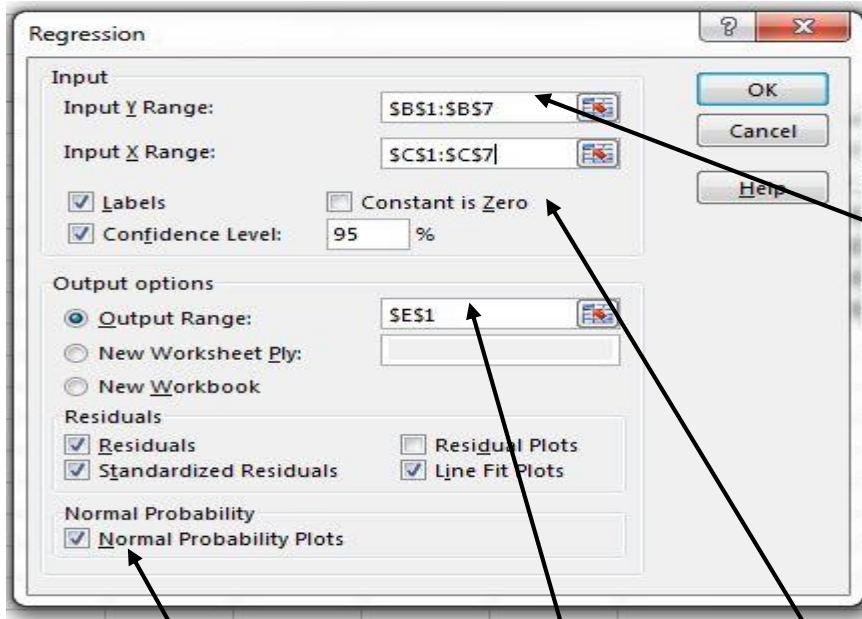 Regression
Input
Input Y Range: $B$1:$B$7
Input X Range: $C$1:$C$7
Labels Constant is Zero
Confidence Level: 95 %
Output options
Output Range: $E$1
New Worksheet Ply:
New Workbook
Residuals
Residuals Residual Plots
Standardized Residuals Line Fit Plots
Normal Probability
Normal Probability Plots
OK
Cancel
Help